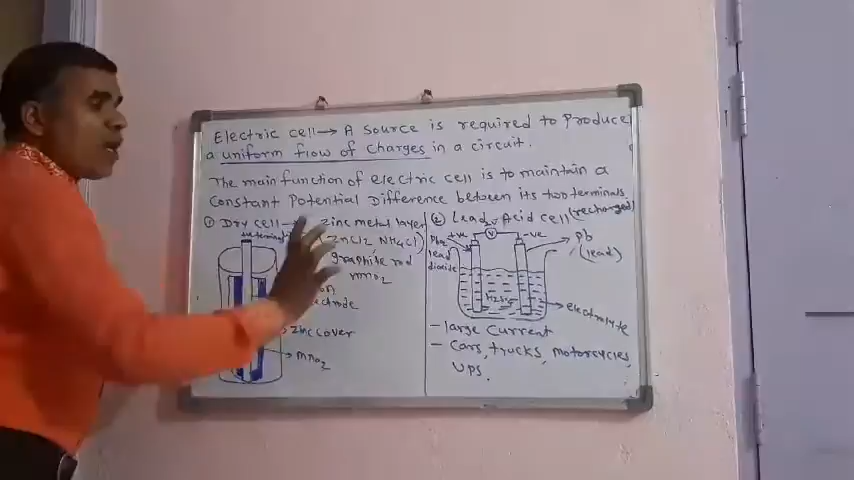 Electric cell → A source is required to produce
a uniform flow of charges in a circuit.
The main function of electric cell is to maintain a
constant Potential Difference between its two terminals
① Dry cell → zinc metal layer
(ZnCl2 NH4Cl)
graphite rod
MnO2
zinc cover
MnO2
② Lead-Acid cell (recharged)
+ve V -ve
Pb
(lead)
lead
dioxide
H2SO4
electrolyte
- large current
- Cars, trucks, motorcycles,
UPS.